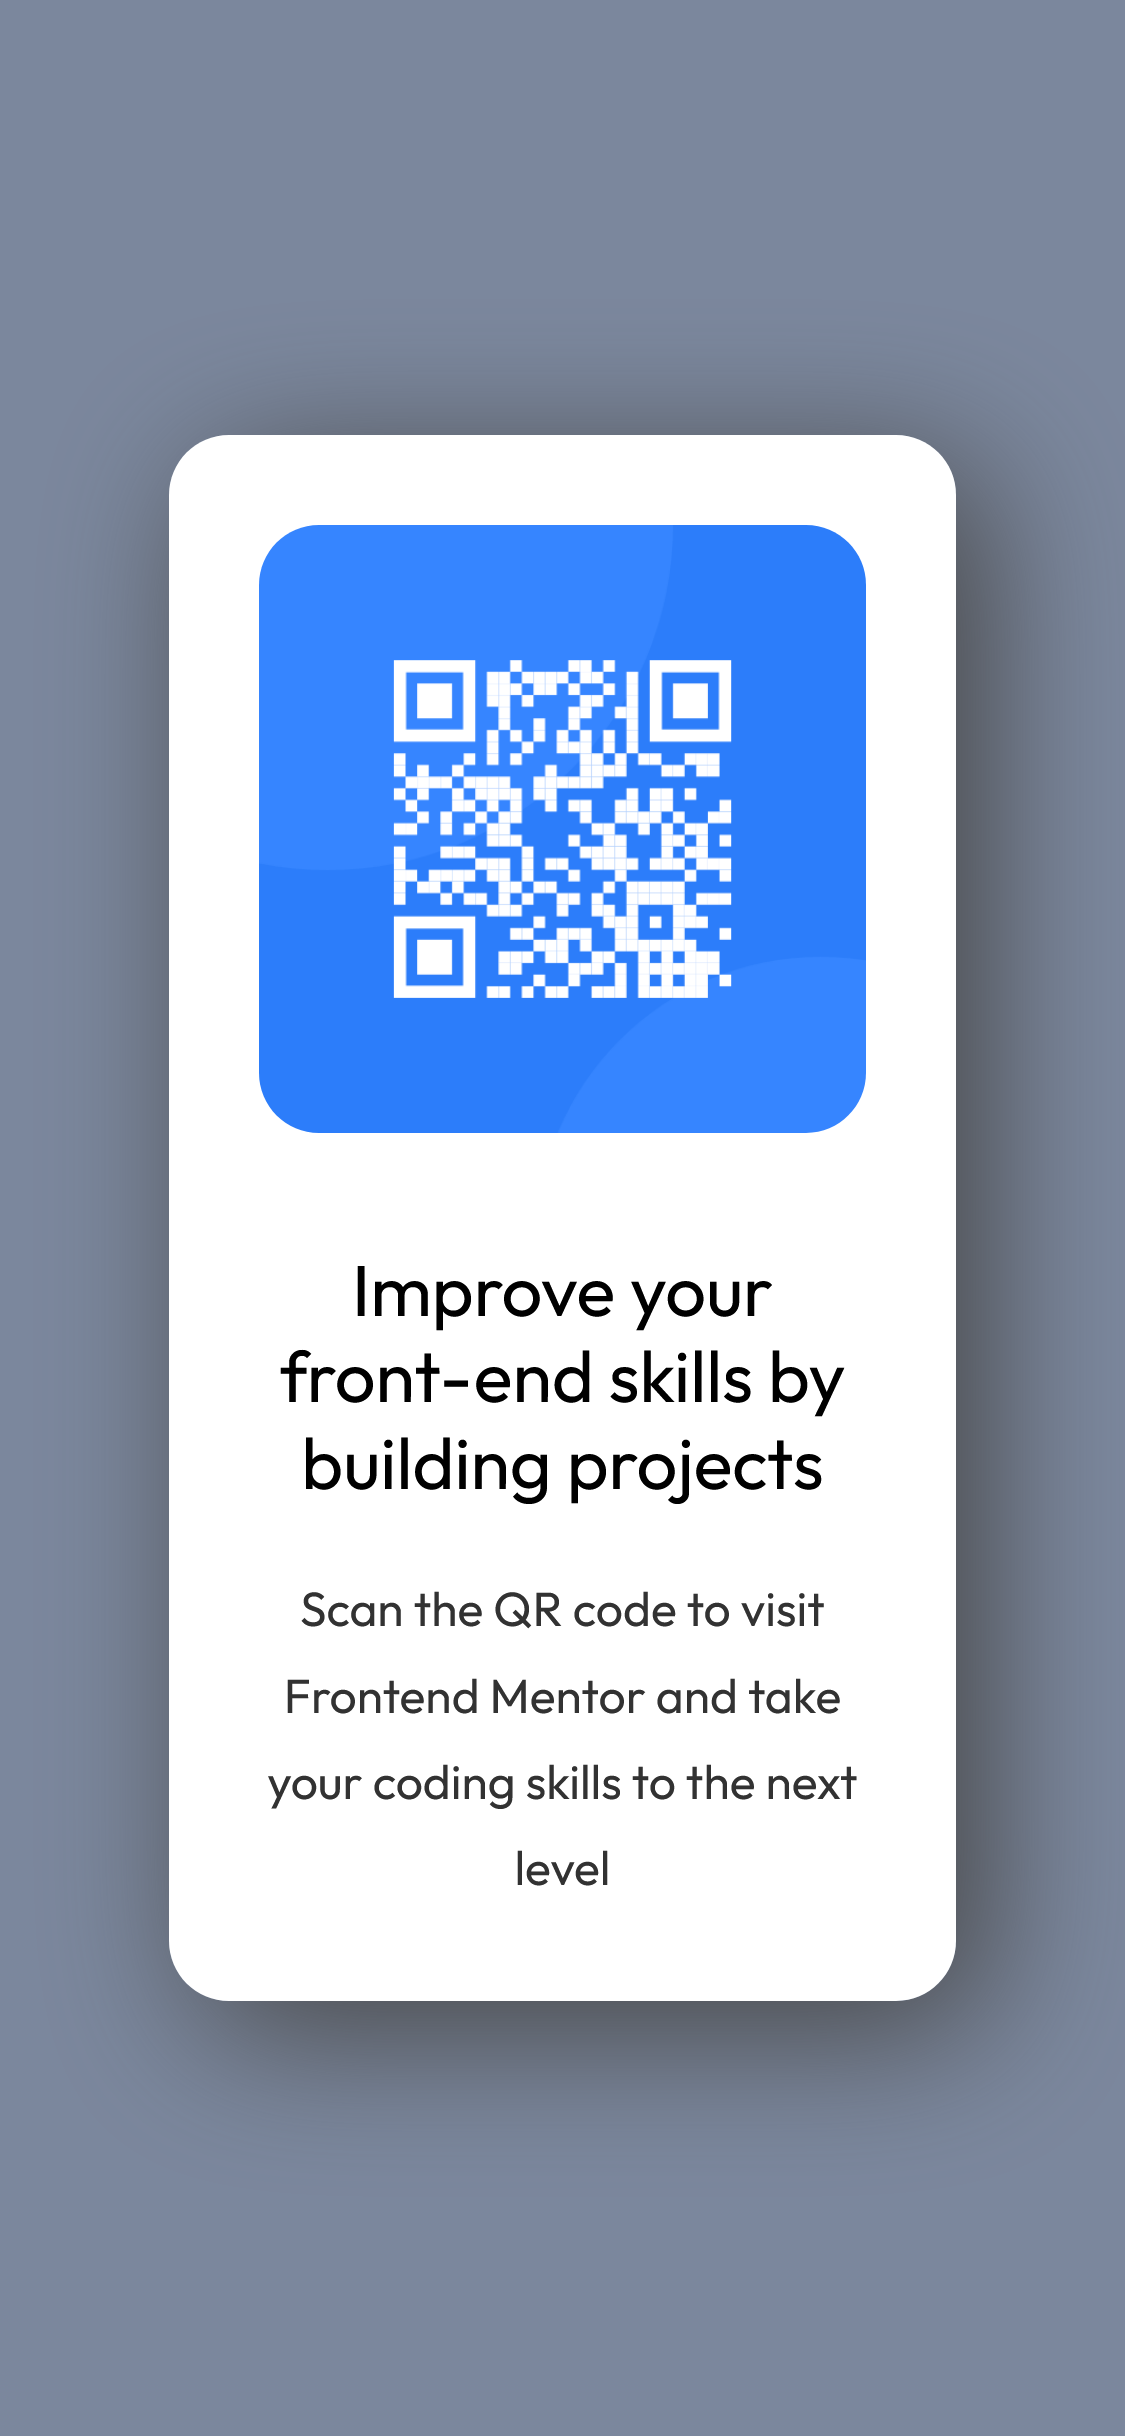 Improve your
front-end skills by
building projects
Scan the QR code to visit
Frontend Mentor and take
your coding skills to the next
level